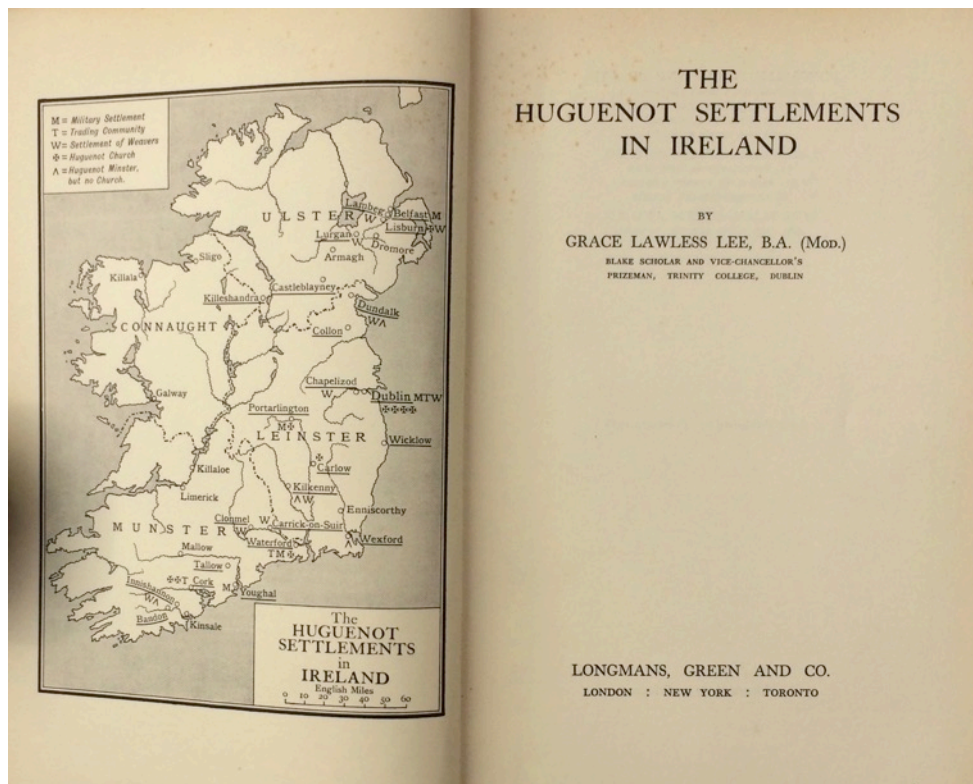 M = Military Settlement
T = Trading Community
W = Settlement of Weavers
✠ = Huguenot Church
Λ = Huguenot Minster,
but no Church.
ULSTER
Lambeg
W
Belfast M
Lisburn ✠W
Lurgan
W
Dromore
Armagh
Sligo
Killala
Castleblayney
Killeshandra
Dundalk
WΛ
CONNAUGHT
Collon
Chapelizod
W
Dublin MTW
✠✠✠✠
Galway
Portarlington
M✠
LEINSTER
Wicklow
✠
Carlow
Killaloe
Kilkenny
ΛW
Limerick
Enniscorthy
Clonmel
W
W
Carrick-on-Suir
MUNSTER
Waterford
TM✠
Wexford
Λ
Mallow
Tallow
✠✠T Cork
M
Youghal
Innishannon
WΛ
Bandon
Kinsale
The
HUGUENOT
SETTLEMENTS
in
IRELAND
English Miles
0 10 20 30 40 50 60
THE
HUGUENOT SETTLEMENTS
IN IRELAND
BY
GRACE LAWLESS LEE, B.A. (MOD.)
BLAKE SCHOLAR AND VICE-CHANCELLOR'S
PRIZEMAN, TRINITY COLLEGE, DUBLIN
LONGMANS, GREEN AND CO.
LONDON : NEW YORK : TORONTO